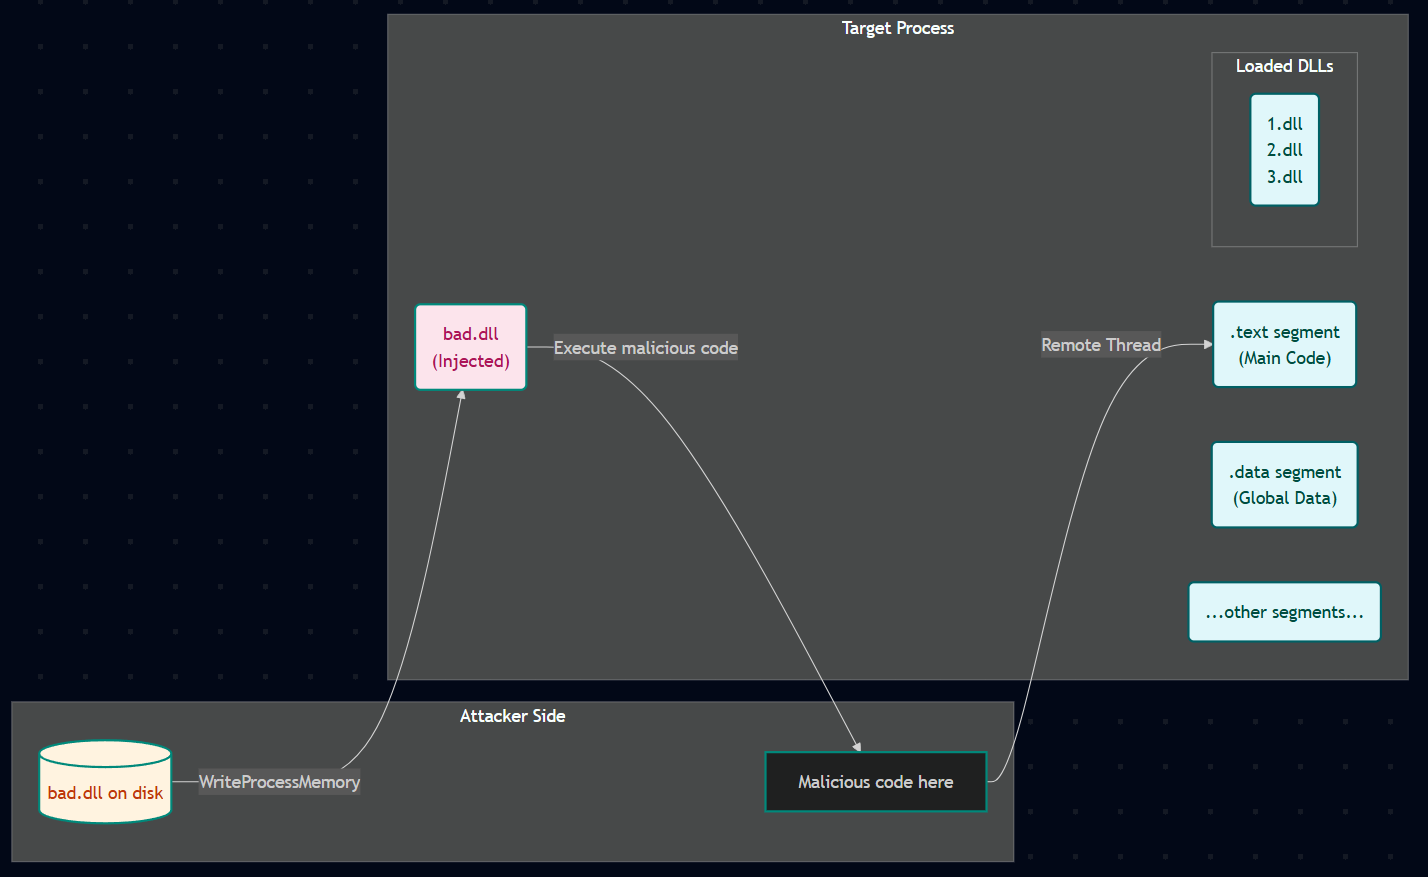 Target Process
Loaded DLLs
1.dll
2.dll
3.dll
bad.dll
(Injected)
Execute malicious code
Remote Thread
.text segment
(Main Code)
.data segment
(Global Data)
...other segments...
Attacker Side
bad.dll on disk
WriteProcessMemory
Malicious code here